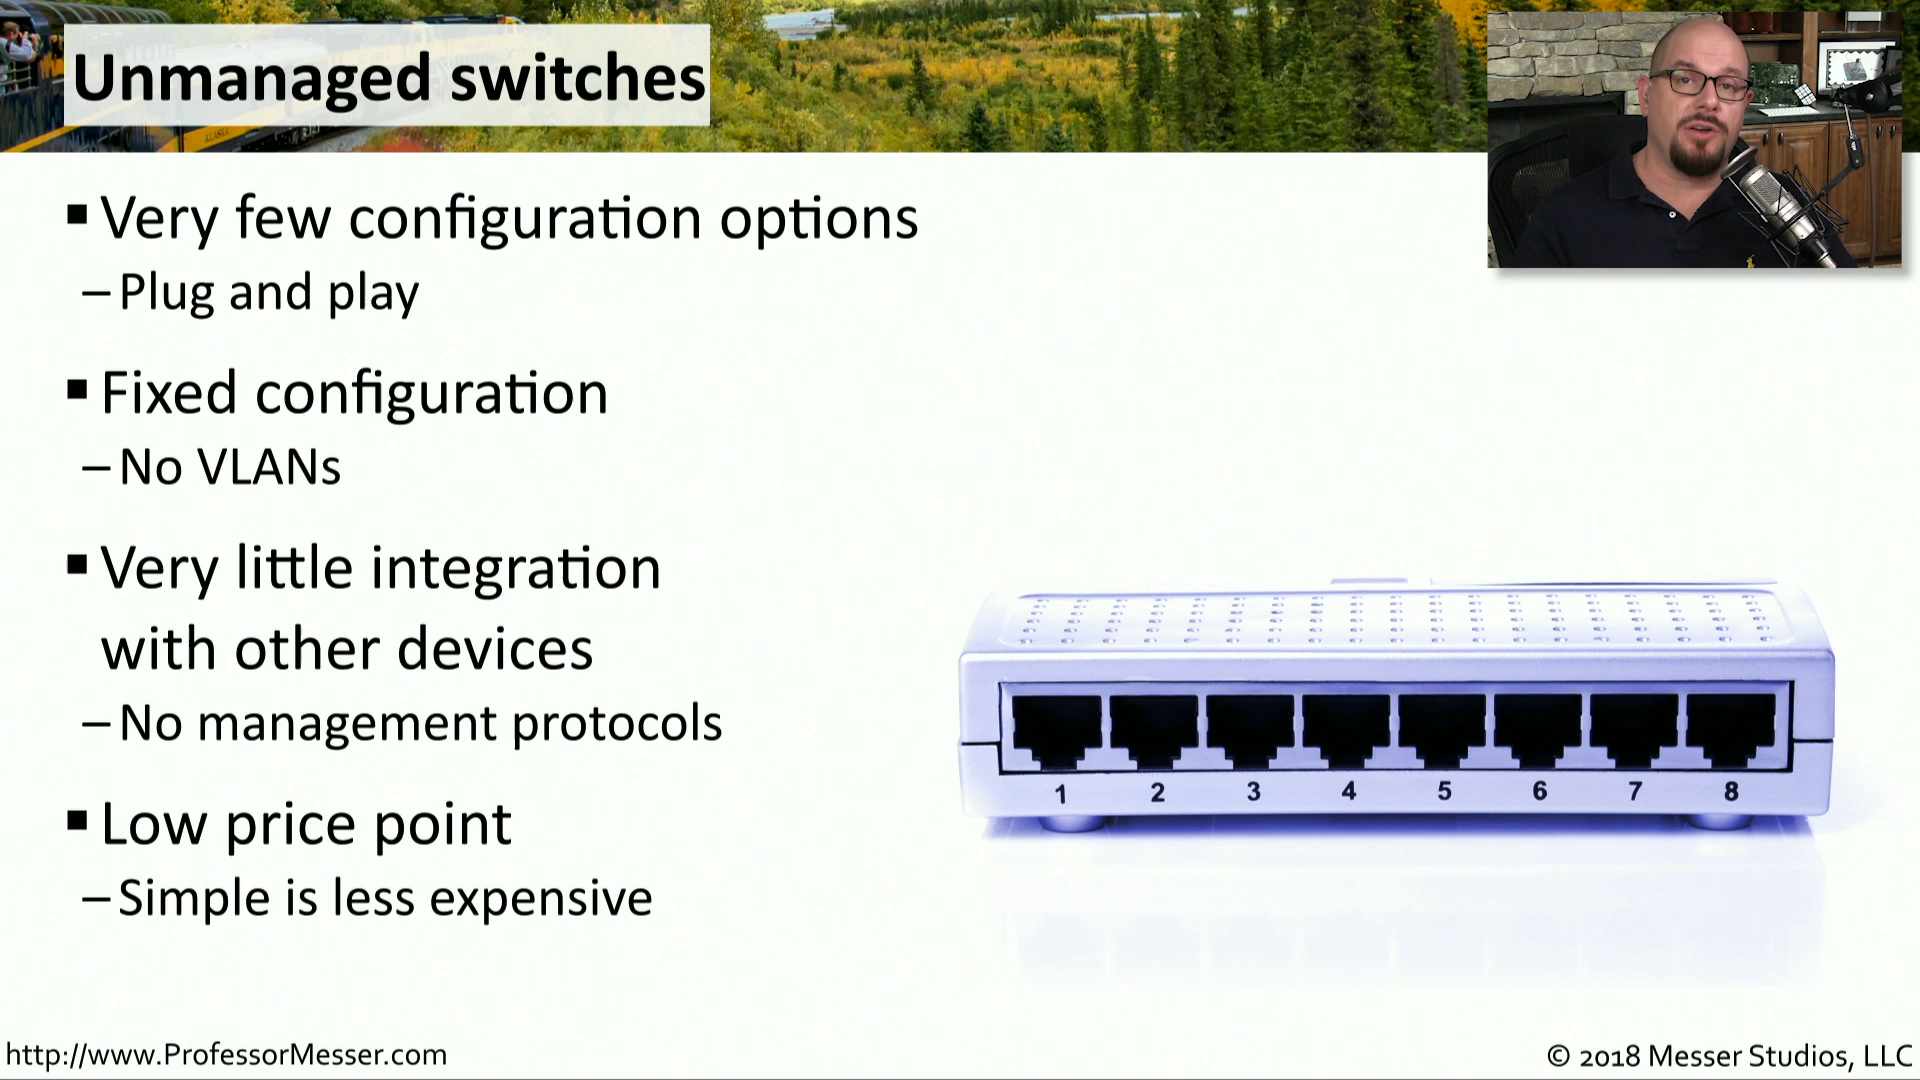 Unmanaged switches
▪ Very few configuration options
– Plug and play
▪ Fixed configuration
– No VLANs
▪ Very little integration
with other devices
– No management protocols
▪ Low price point
– Simple is less expensive
1 2 3 4 5 6 7 8
http://www.ProfessorMesser.com
© 2018 Messer Studios, LLC